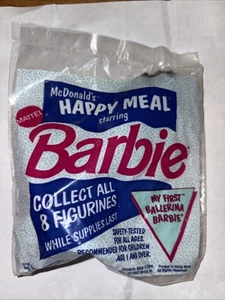 McDonald's
HAPPY MEAL
starring
MATTEL
Barbie
COLLECT ALL
8 FIGURINES
WHILE SUPPLIES LAST
MY FIRST
BALLERINA
BARBIE
SAFETY-TESTED
FOR ALL AGES.
RECOMMENDED FOR CHILDREN
AGE 1 AND OVER.